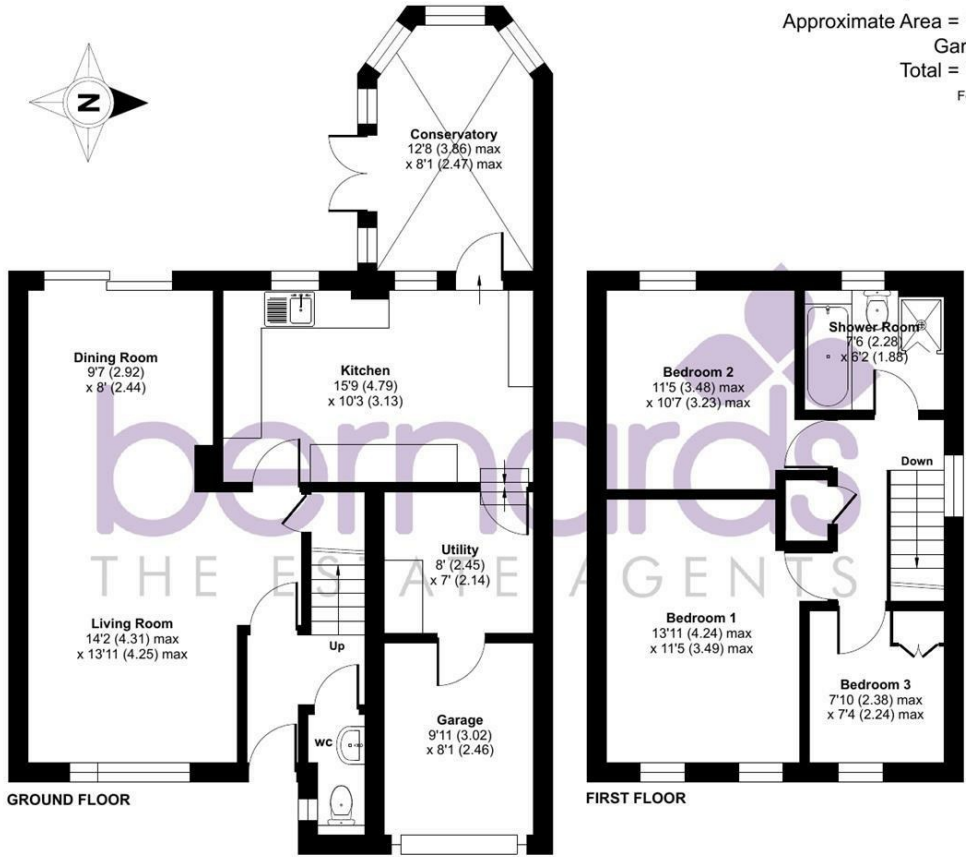 Approximate Area =
Gar
Total =
F
N
Conservatory
12'8 (3.86) max
x 8'1 (2.47) max
Dining Room
9'7 (2.92)
x 8' (2.44)
Kitchen
15'9 (4.79)
x 10'3 (3.13)
Bedroom 2
11'5 (3.48) max
x 10'7 (3.23) max
Shower Room
7'6 (2.28)
x 6'2 (1.88)
Down
bernards
THE ESTATE AGENTS
Utility
8' (2.45)
x 7' (2.14)
Living Room
14'2 (4.31) max
x 13'11 (4.25) max
Up
Bedroom 1
13'11 (4.24) max
x 11'5 (3.49) max
Bedroom 3
7'10 (2.38) max
x 7'4 (2.24) max
wc
Garage
9'11 (3.02)
x 8'1 (2.46)
GROUND FLOOR
FIRST FLOOR